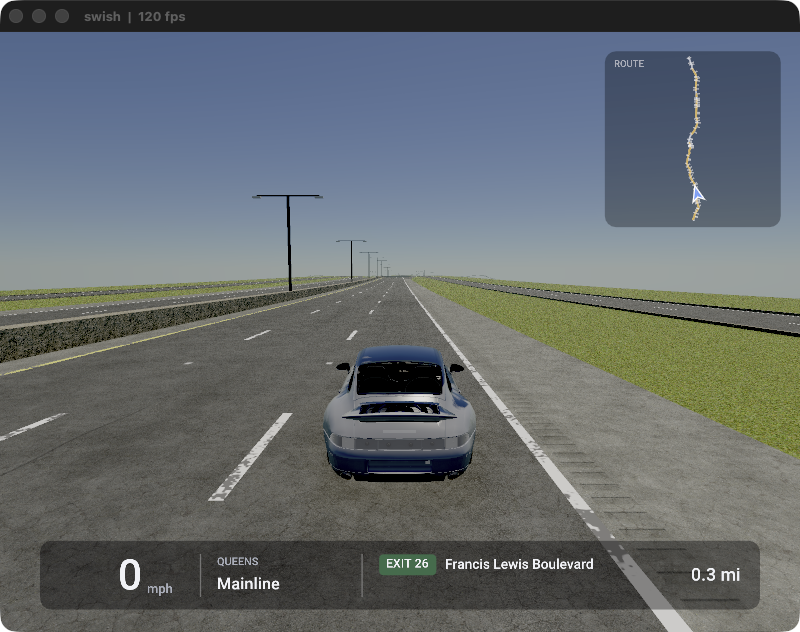 swish | 120 fps
ROUTE
0 mph
QUEENS
Mainline
EXIT 26 Francis Lewis Boulevard
0.3 mi